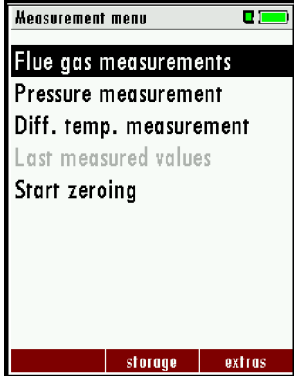 Measurement menu
Flue gas measurements
Pressure measurement
Diff. temp. measurement
Last measured values
Start zeroing
storage extras